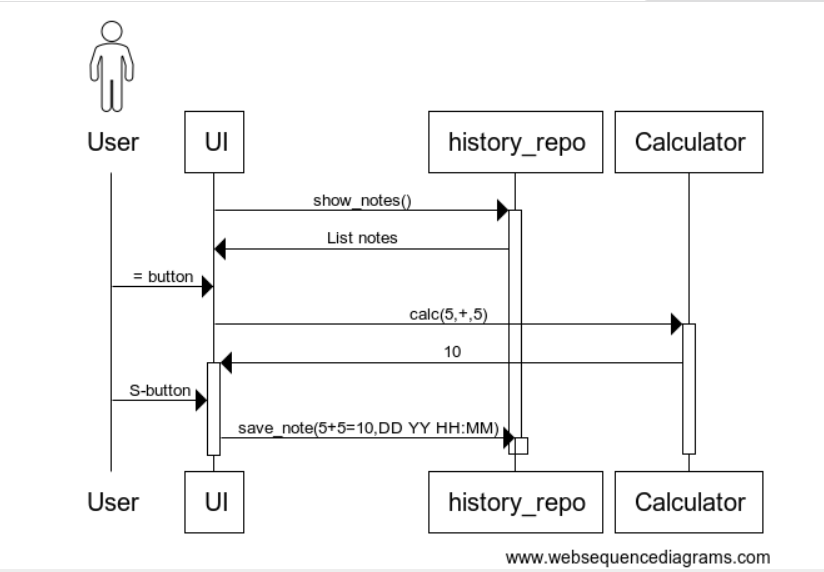 User
UI
history_repo
Calculator
show_notes()
List notes
= button
calc(5,+,5)
10
S-button
save_note(5+5=10,DD YY HH:MM)
User
UI
history_repo
Calculator
www.websequencediagrams.com